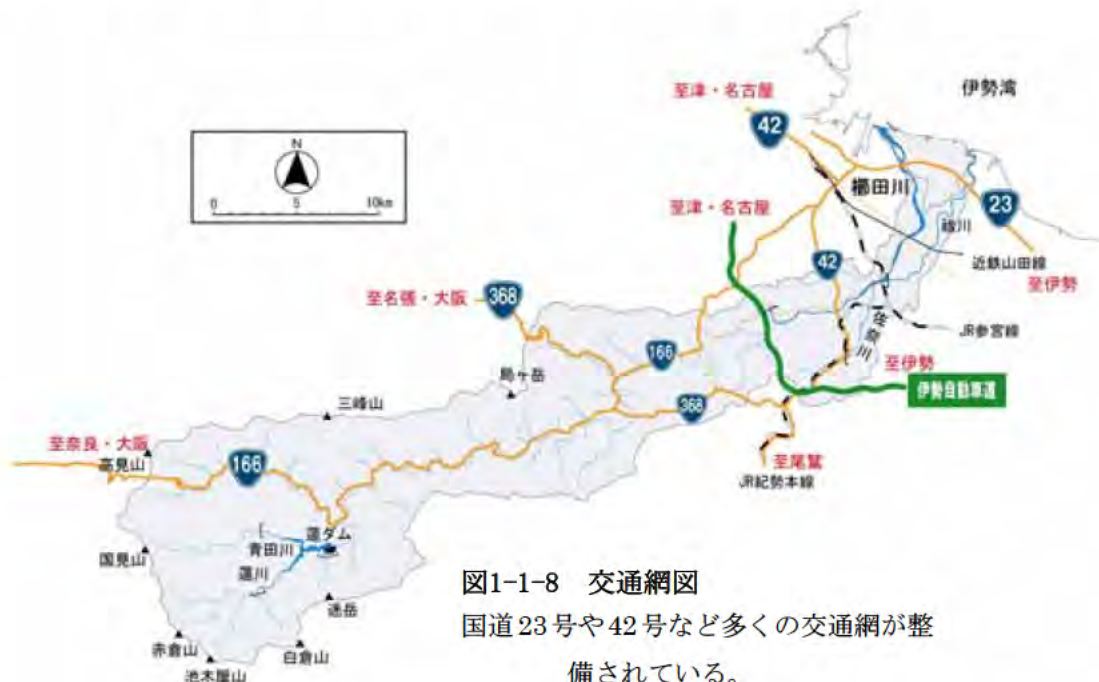 至津・名古屋
伊勢湾
42
N
0 5 10km
櫛田川
至津・名古屋
23
祓川
近鉄山田線
42
至伊勢
至名張・大阪
368
佐奈川
JR参宮線
166
至伊勢
局ヶ岳
伊勢自動車道
368
三峰山
至奈良・大阪
高見山
166
至尾鷲
JR紀勢本線
蓮ダム
青田川
国見山
蓮川
図1-1-8 交通網図
迷岳
国道23号や42号など多くの交通網が整
赤倉山
白倉山
池木屋山
備されている。